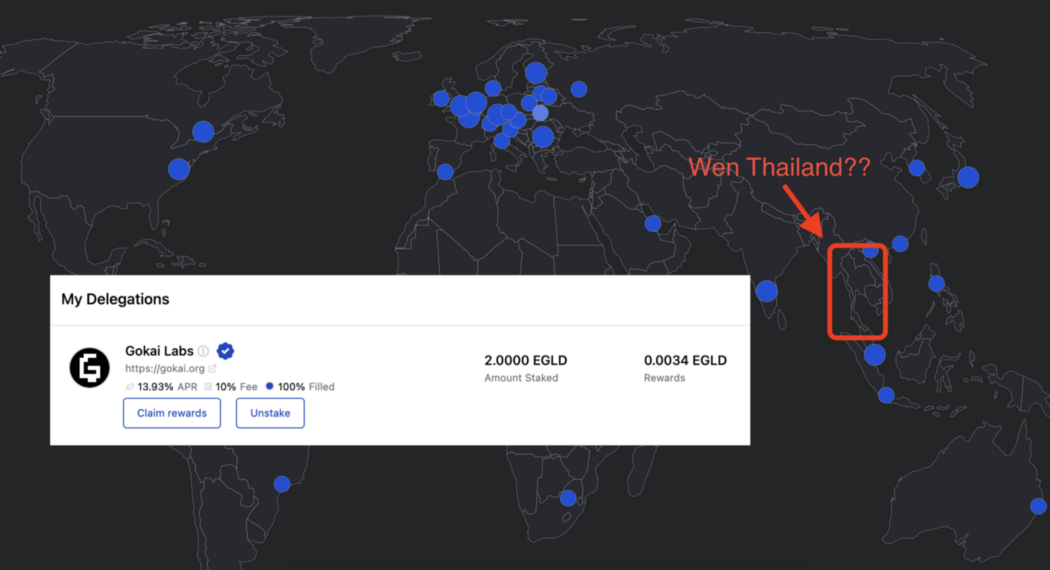 Wen Thailand??
My Delegations
Gokai Labs
https://gokai.org
13.93% APR 10% Fee 100% Filled
Claim rewards Unstake
2.0000 EGLD
Amount Staked
0.0034 EGLD
Rewards